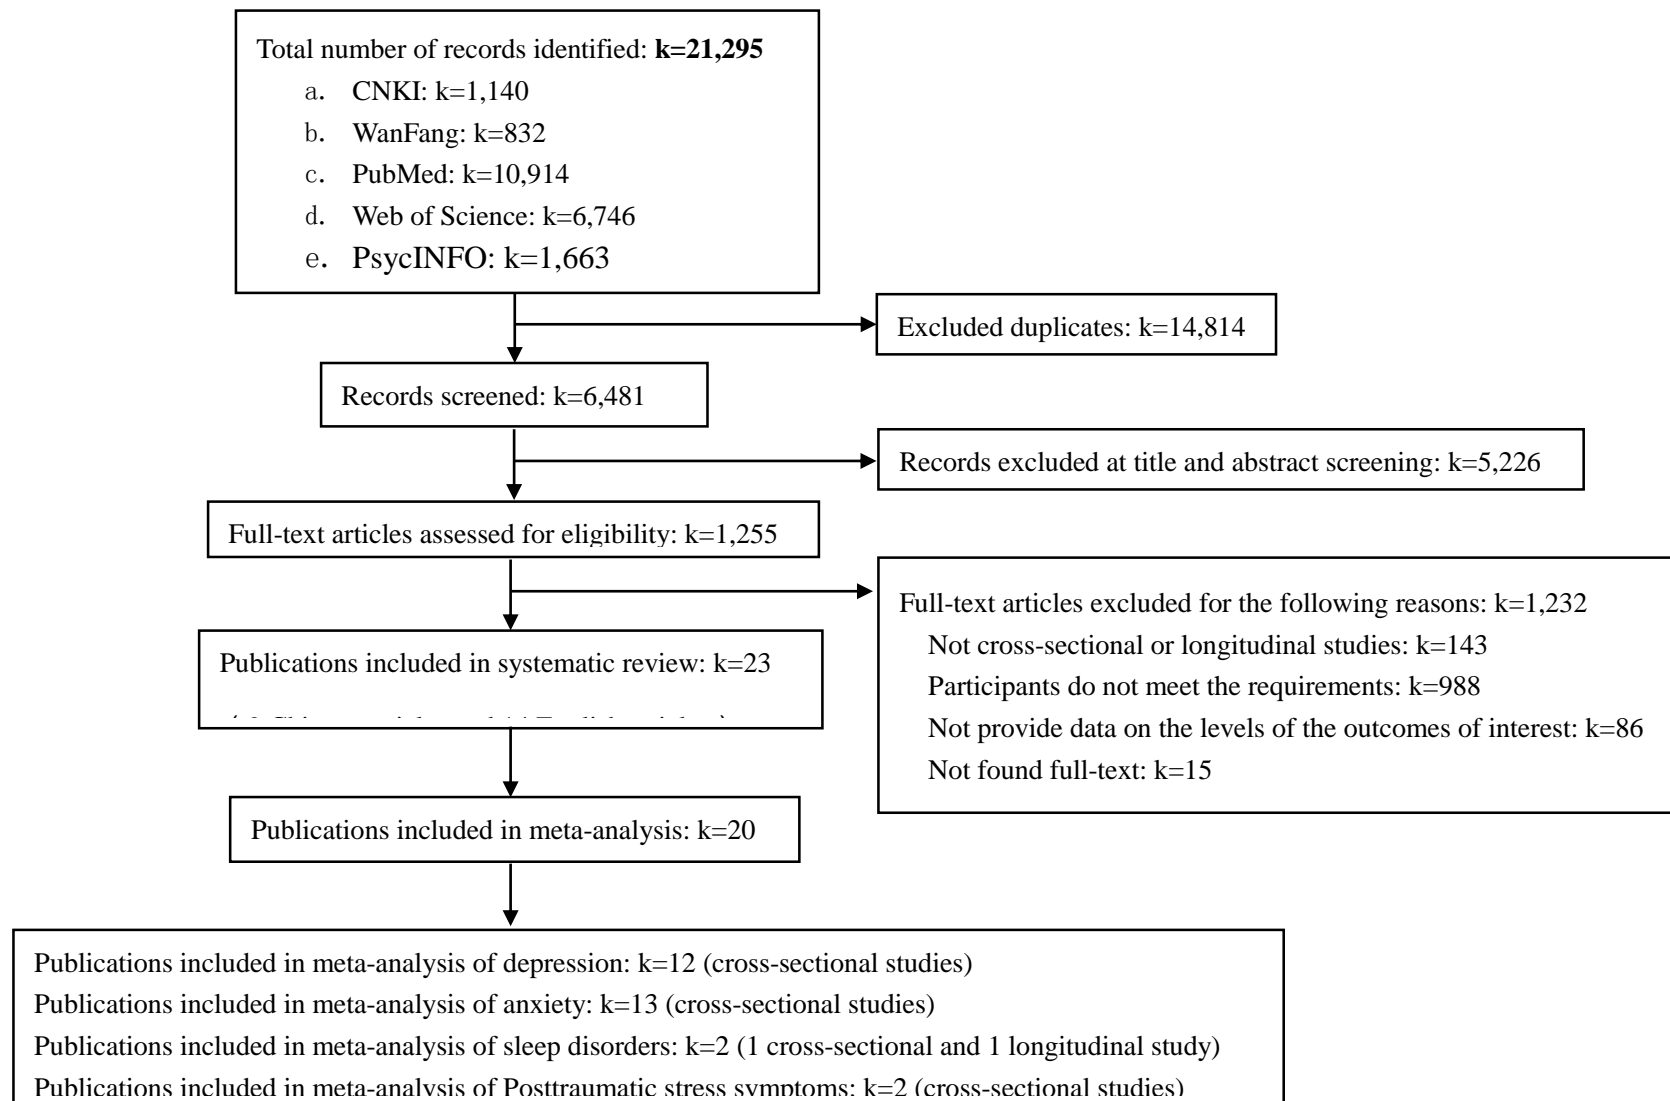 Total number of records identified: k=21,295
a. CNKI: k=1,140
b. WanFang: k=832
c. PubMed: k=10,914
d. Web of Science: k=6,746
e. PsycINFO: k=1,663
Excluded duplicates: k=14,814
Records screened: k=6,481
Records excluded at title and abstract screening: k=5,226
Full-text articles assessed for eligibility: k=1,255
Full-text articles excluded for the following reasons: k=1,232
Not cross-sectional or longitudinal studies: k=143
Participants do not meet the requirements: k=988
Not provide data on the levels of the outcomes of interest: k=86
Not found full-text: k=15
Publications included in systematic review: k=23
Publications included in meta-analysis: k=20
Publications included in meta-analysis of depression: k=12 (cross-sectional studies)
Publications included in meta-analysis of anxiety: k=13 (cross-sectional studies)
Publications included in meta-analysis of sleep disorders: k=2 (1 cross-sectional and 1 longitudinal study)
Publications included in meta-analysis of Posttraumatic stress symptoms: k=2 (cross-sectional studies)